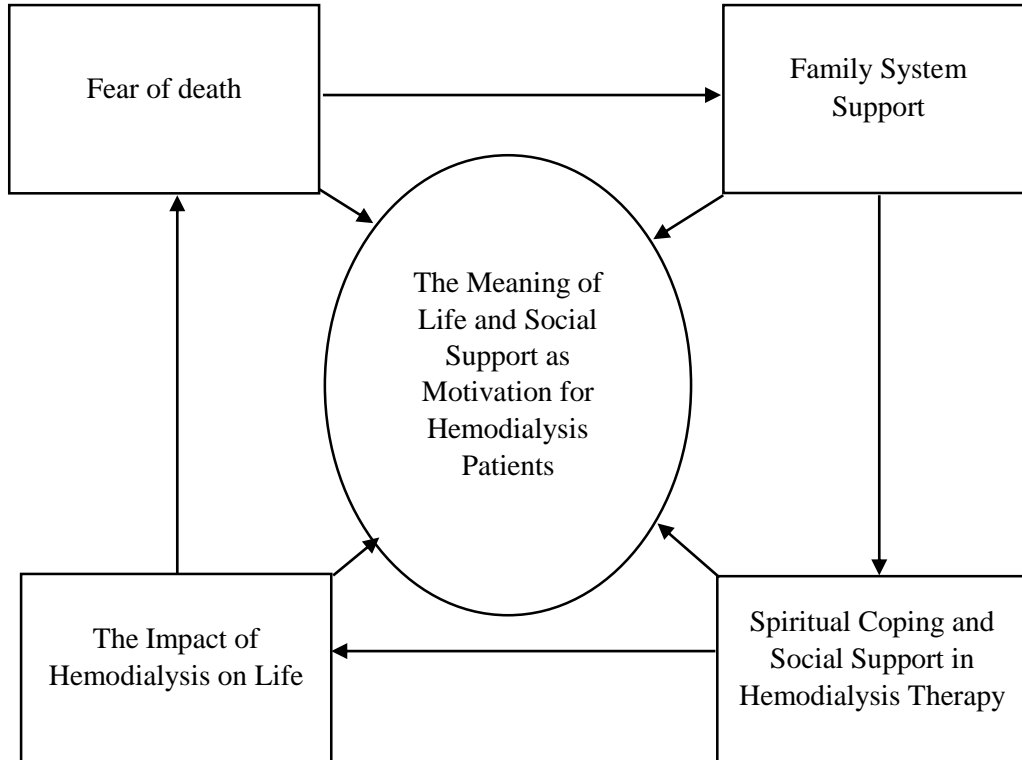 Fear of death
Family System
Support
The Meaning of
Life and Social
Support as
Motivation for
Hemodialysis
Patients
The Impact of
Hemodialysis on Life
Spiritual Coping and
Social Support in
Hemodialysis Therapy